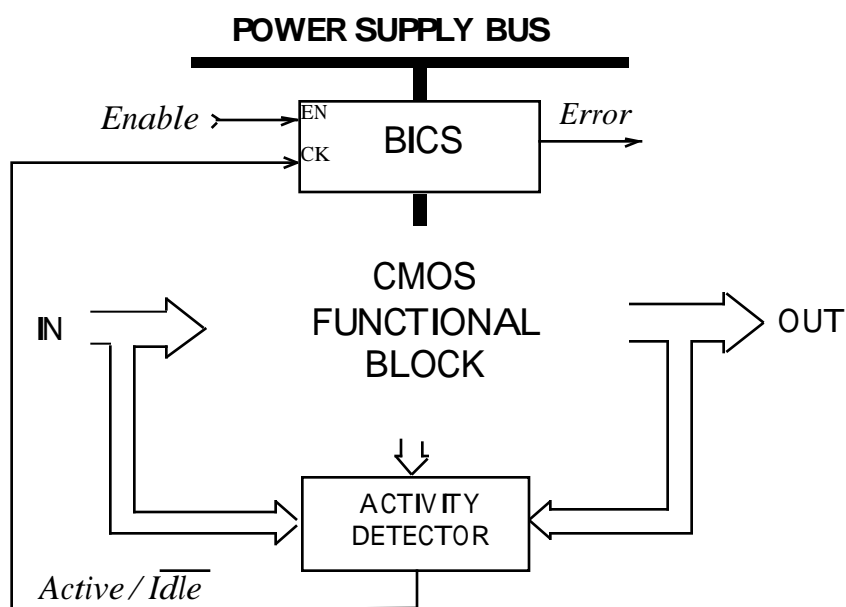 POWER SUPPLY BUS
Enable
EN
CK
BICS
Error
CMOS
FUNCTIONAL
BLOCK
IN
OUT
ACTIVITY
DETECTOR
Active / Idle